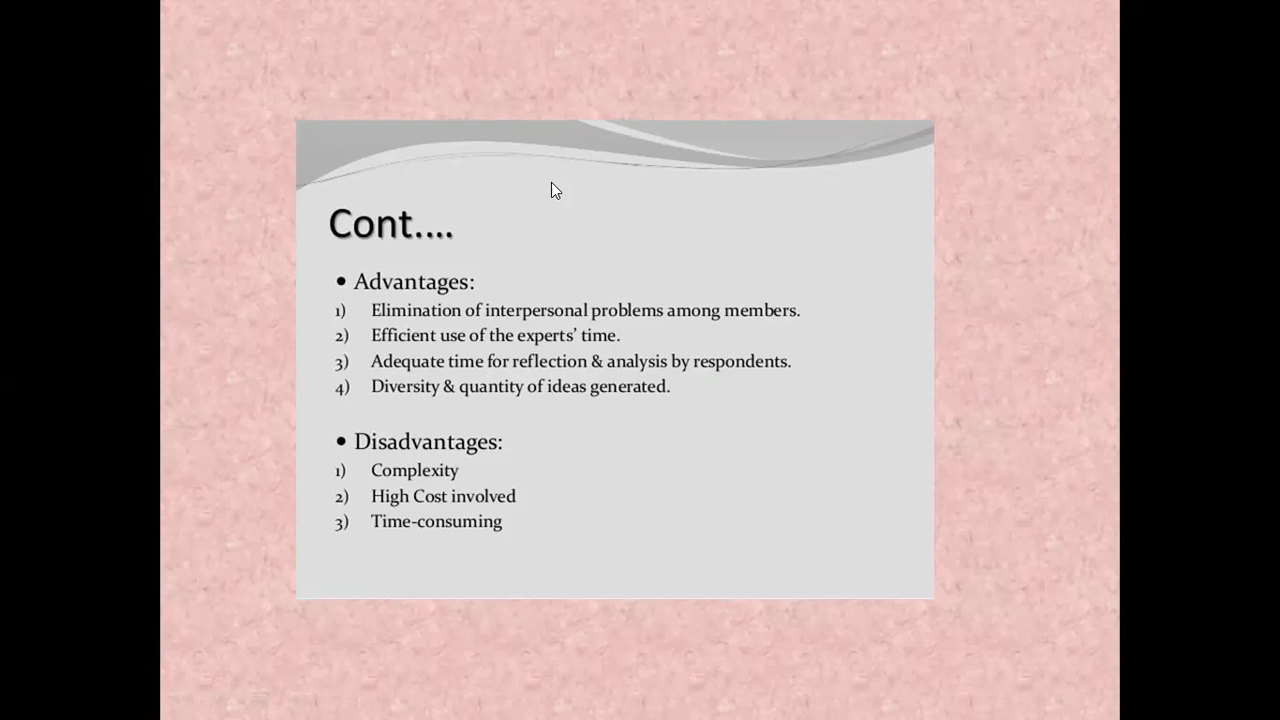 Cont....
• Advantages:
1) Elimination of interpersonal problems among members.
2) Efficient use of the experts’ time.
3) Adequate time for reflection & analysis by respondents.
4) Diversity & quantity of ideas generated.
• Disadvantages:
1) Complexity
2) High Cost involved
3) Time-consuming